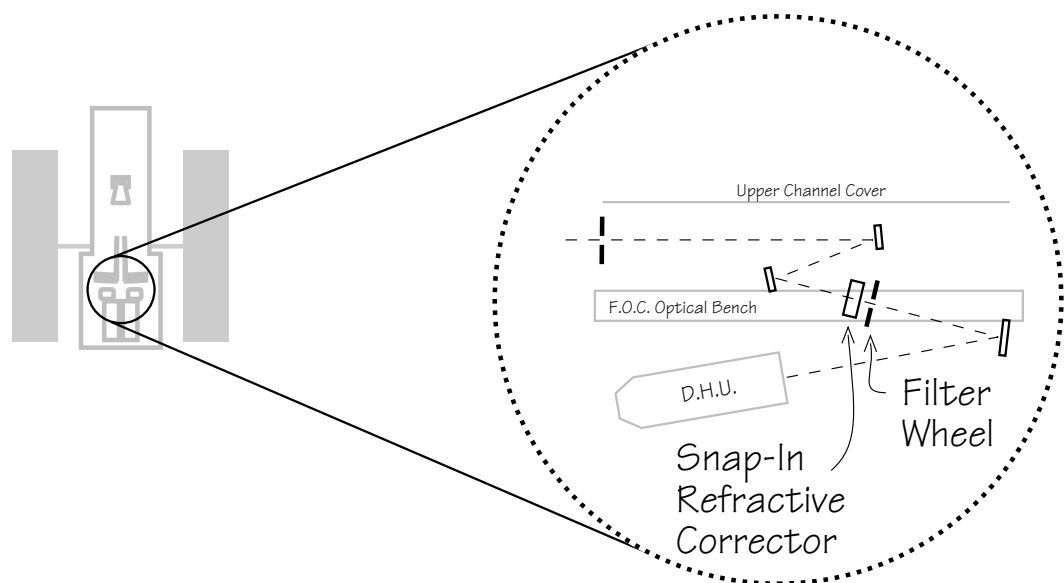 Upper Channel Cover
F.O.C. Optical Bench
D.H.U.
Filter
Wheel
Snap-In
Refractive
Corrector